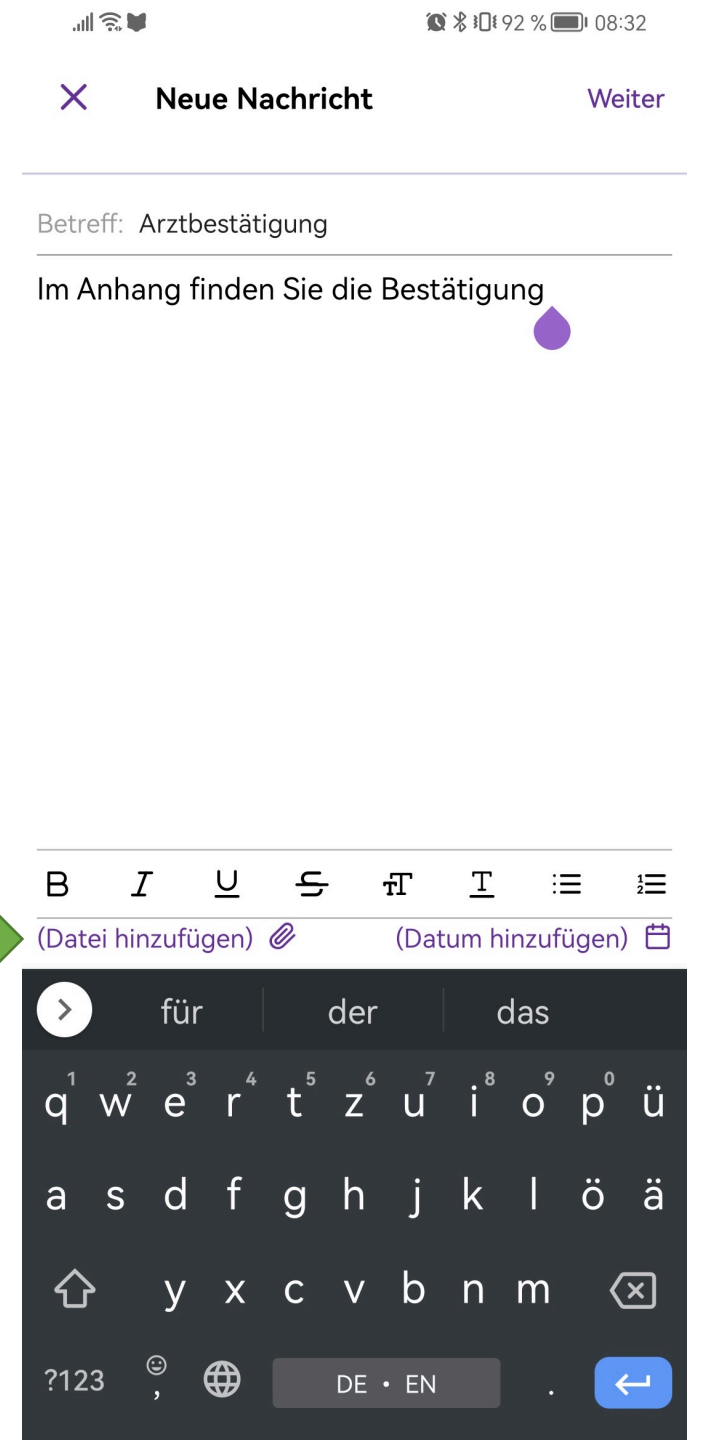 92 % 08:32
Neue Nachricht Weiter
Betreff: Arztbestätigung
Im Anhang finden Sie die Bestätigung
B I U S TT T
(Datei hinzufügen) (Datum hinzufügen)
für der das
1 2 3 4 5 6 7 8 9 0
q w e r t z u i o p ü
a s d f g h j k l ö ä
y x c v b n m
?123 , DE • EN .